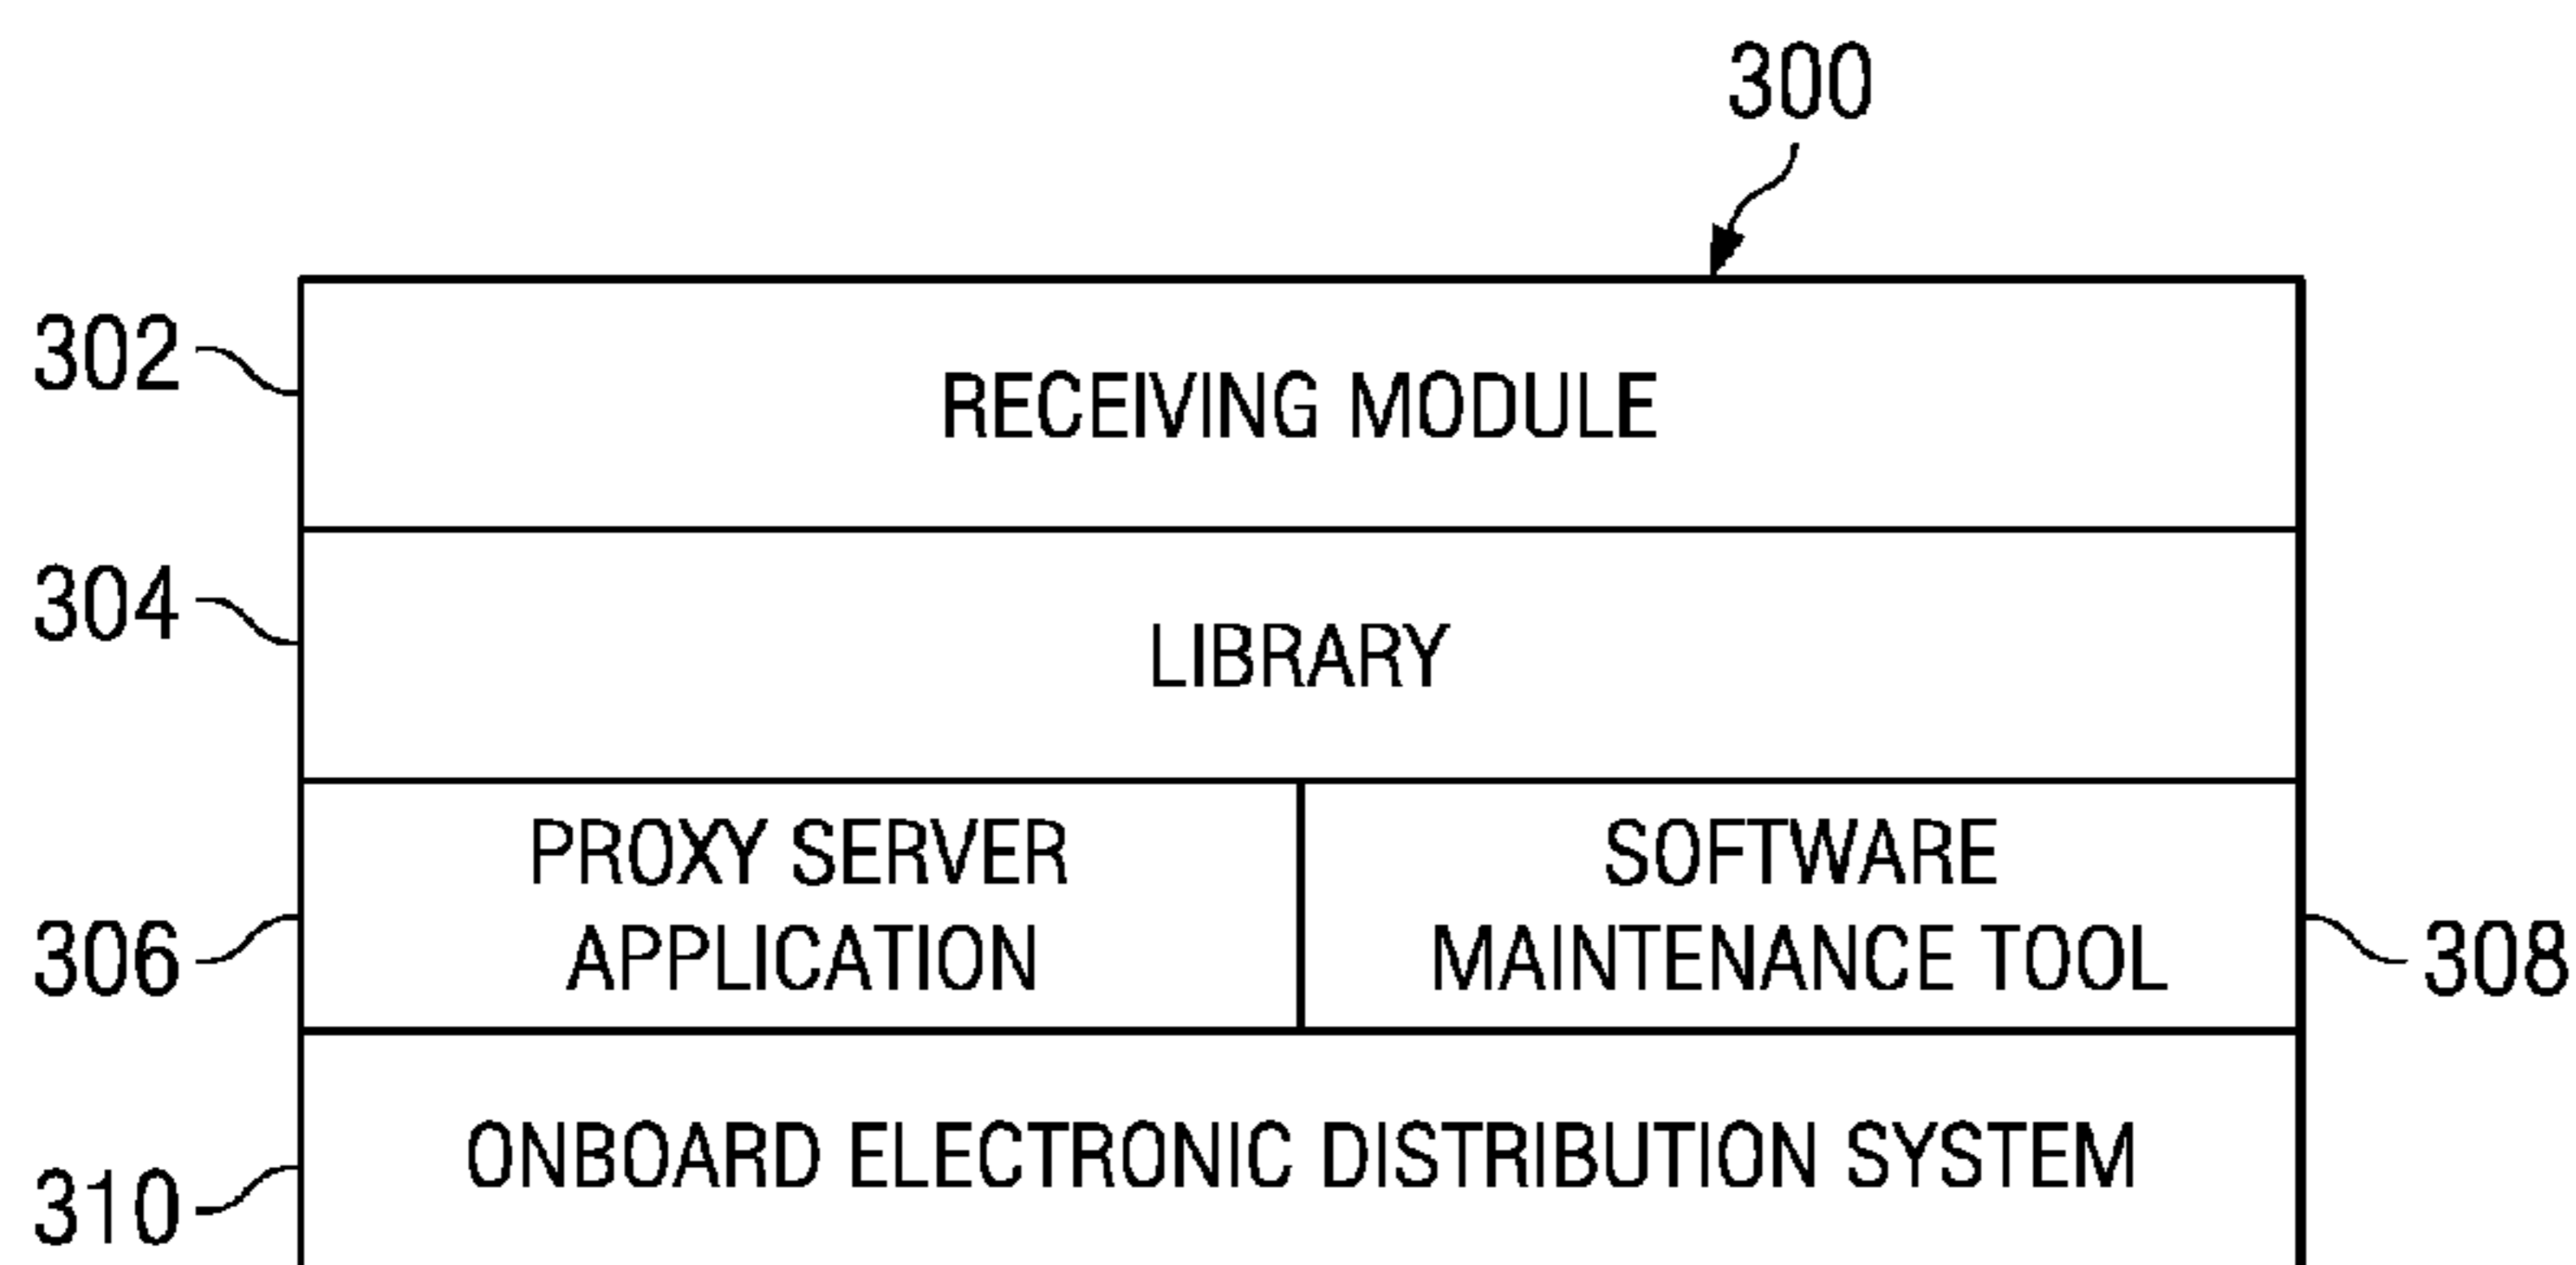 300
302
RECEIVING MODULE
304
LIBRARY
PROXY SERVER
APPLICATION
306
SOFTWARE
MAINTENANCE TOOL
308
ONBOARD ELECTRONIC DISTRIBUTION SYSTEM
310